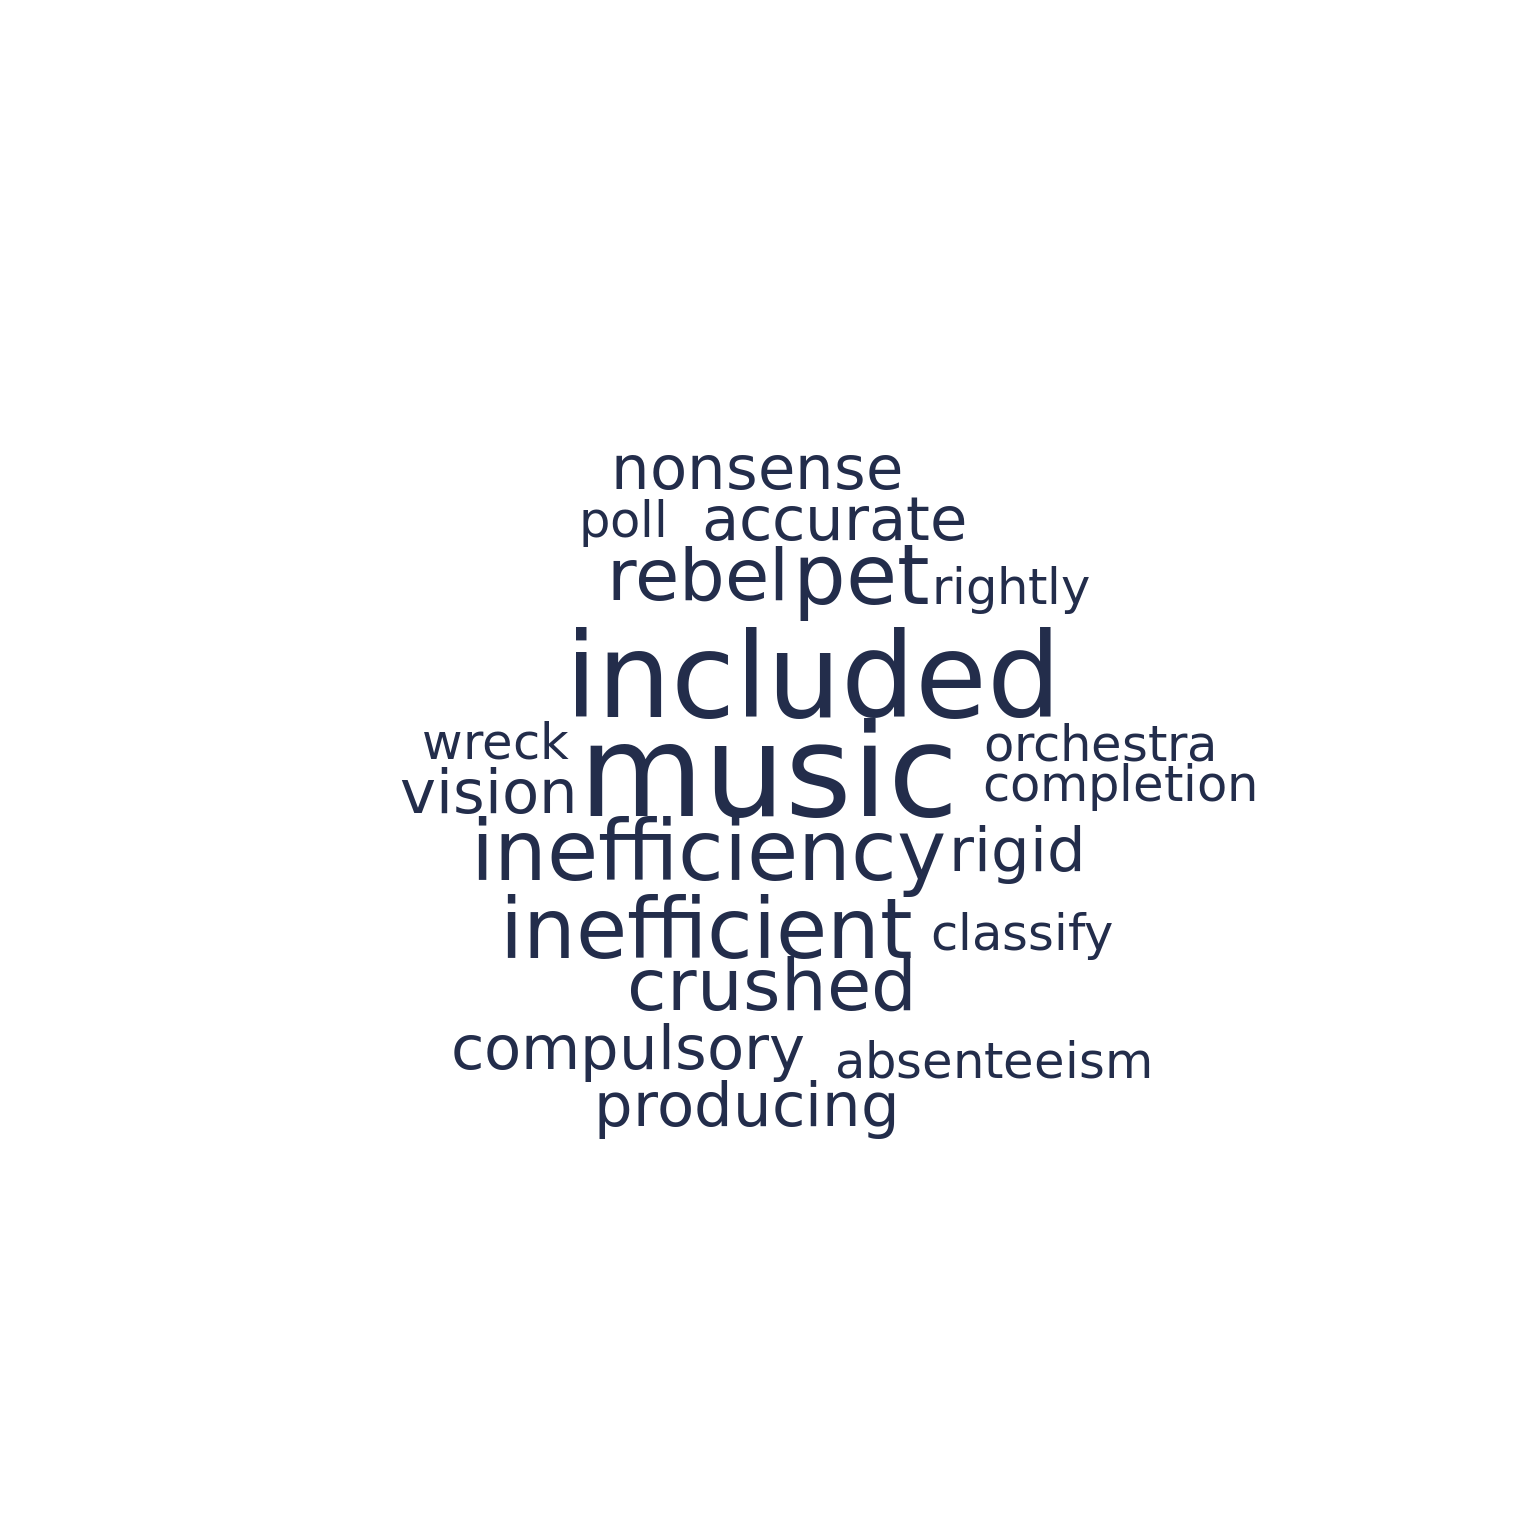 nonsense
poll accurate
rebel pet rightly
included
wreck music orchestra
vision completion
inefficiency rigid
inefficient classify
crushed
compulsory absenteeism
producing